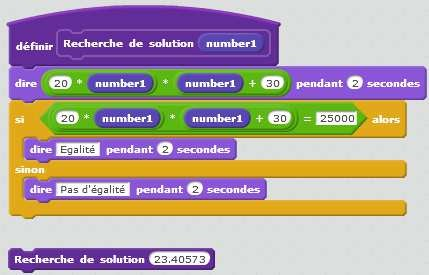 définir Recherche de solution number1
dire 20 * number1 * number1 + 30 pendant 2 secondes
si 20 * number1 * number1 + 30 = 25000 alors
dire Egalité pendant 2 secondes
sinon
dire Pas d'égalité pendant 2 secondes
Recherche de solution 23.40573